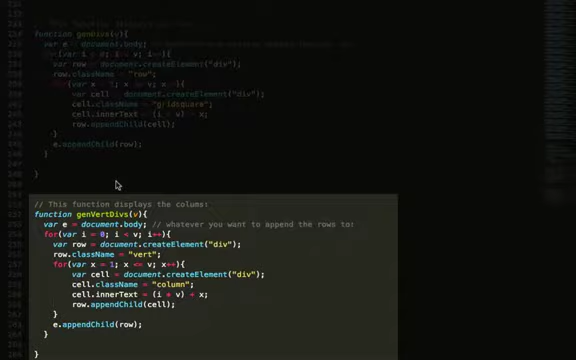 function genDivs(v){
var e = document.body;
for(var i = 0; i < v; i++){
var row = document.createElement("div");
row.className = "row";
for(var x = 1; x <= v; x++){
var cell = document.createElement("div");
cell.className = "gridsquare";
cell.innerText = (i * v) + x;
row.appendChild(cell);
}
e.appendChild(row);
}
}
// This function displays the colums:
function genVertDivs(v){
var e = document.body; // whatever you want to append the rows to:
for(var i = 0; i < v; i++){
var row = document.createElement("div");
row.className = "vert";
for(var x = 1; x <= v; x++){
var cell = document.createElement("div");
cell.className = "column";
cell.innerText = (i * v) + x;
row.appendChild(cell);
}
e.appendChild(row);
}
}